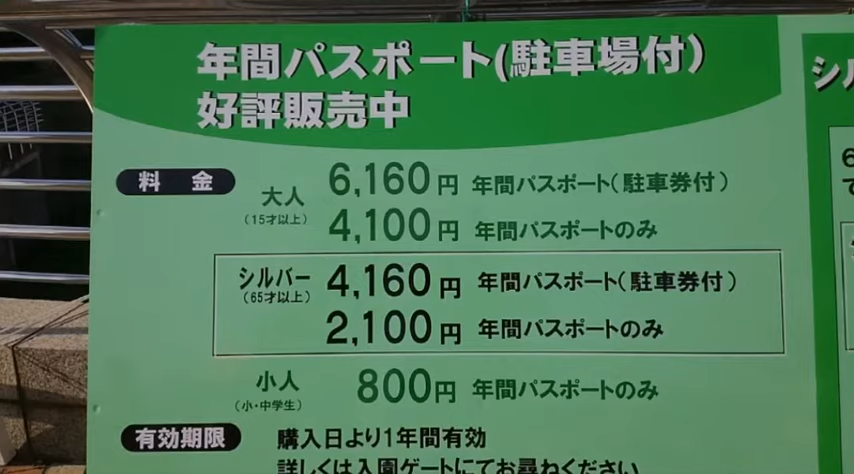 年間パスポート(駐車場付)
好評販売中
料 金
大人 6,160円 年間パスポート(駐車券付)
(15才以上) 4,100円 年間パスポートのみ
シルバー 4,160円 年間パスポート(駐車券付)
(65才以上) 2,100円 年間パスポートのみ
小人 800円 年間パスポートのみ
(小・中学生)
有効期限 購入日より1年間有効
詳しくは入園ゲートにてお尋ねください
シル
6